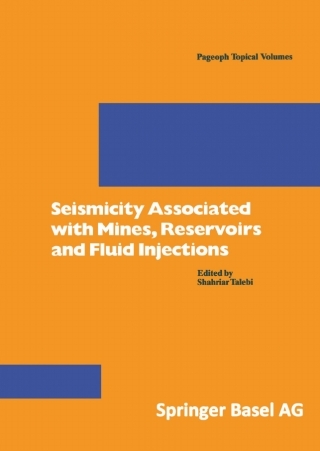 Pageoph Topical Volumes
Seismicity Associated
with Mines, Reservoirs
and Fluid Injections
Edited by
Shahriar Talebi
Springer Basel AG